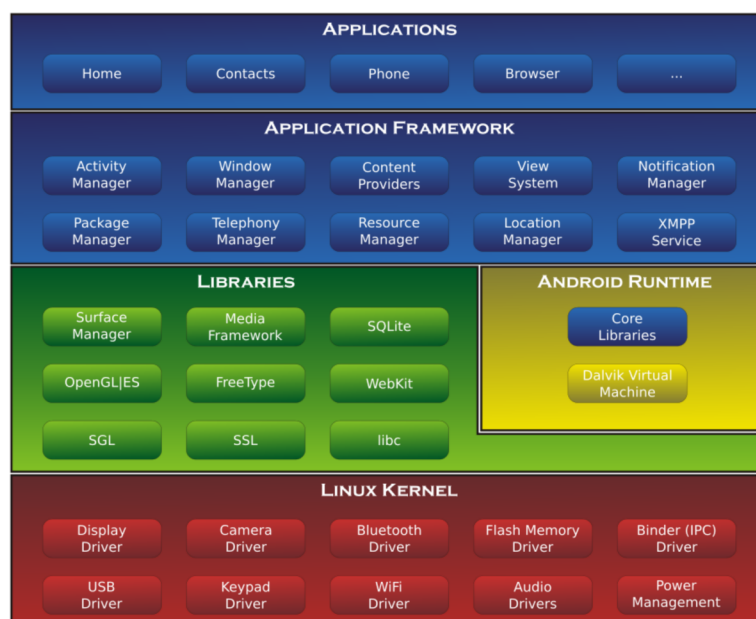 APPLICATIONS
Home
Contacts
Phone
Browser
...
APPLICATION FRAMEWORK
Activity
Manager
Window
Manager
Content
Providers
View
System
Notification
Manager
Package
Manager
Telephony
Manager
Resource
Manager
Location
Manager
XMPP
Service
LIBRARIES
Surface
Manager
Media
Framework
SQLite
OpenGL|ES
FreeType
WebKit
SGL
SSL
libc
ANDROID RUNTIME
Core
Libraries
Dalvik Virtual
Machine
LINUX KERNEL
Display
Driver
Camera
Driver
Bluetooth
Driver
Flash Memory
Driver
Binder (IPC)
Driver
USB
Driver
Keypad
Driver
WiFi
Driver
Audio
Drivers
Power
Management